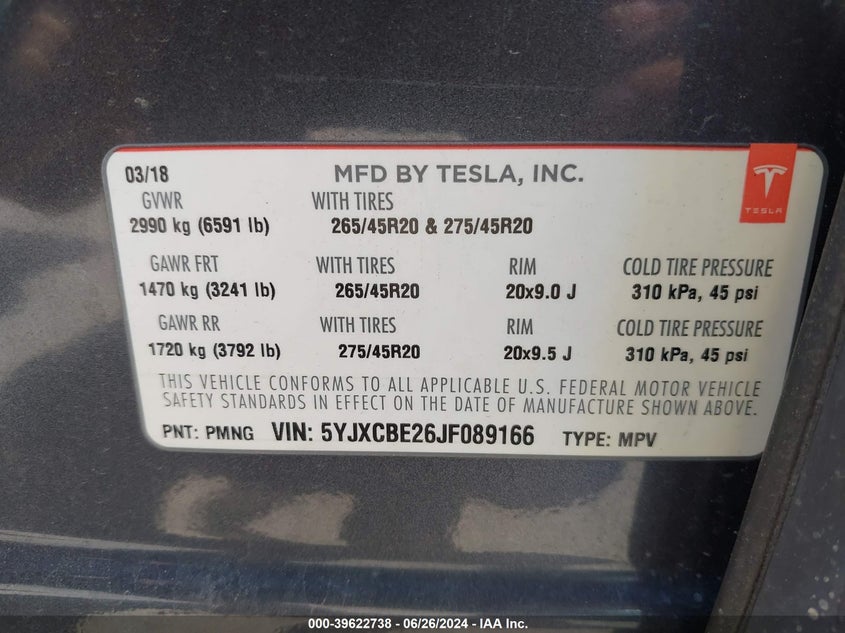 03/18 MFD BY TESLA, INC.
TESLA
GVWR WITH TIRES
2990 kg (6591 lb) 265/45R20 & 275/45R20
GAWR FRT WITH TIRES RIM COLD TIRE PRESSURE
1470 kg (3241 lb) 265/45R20 20x9.0 J 310 kPa, 45 psi
GAWR RR WITH TIRES RIM COLD TIRE PRESSURE
1720 kg (3792 lb) 275/45R20 20x9.5 J 310 kPa, 45 psi
THIS VEHICLE CONFORMS TO ALL APPLICABLE U.S. FEDERAL MOTOR VEHICLE
SAFETY STANDARDS IN EFFECT ON THE DATE OF MANUFACTURE SHOWN ABOVE.
PNT: PMNG VIN: 5YJXCBE26JF089166 TYPE: MPV
000-39622738 - 06/26/2024 - IAA Inc.